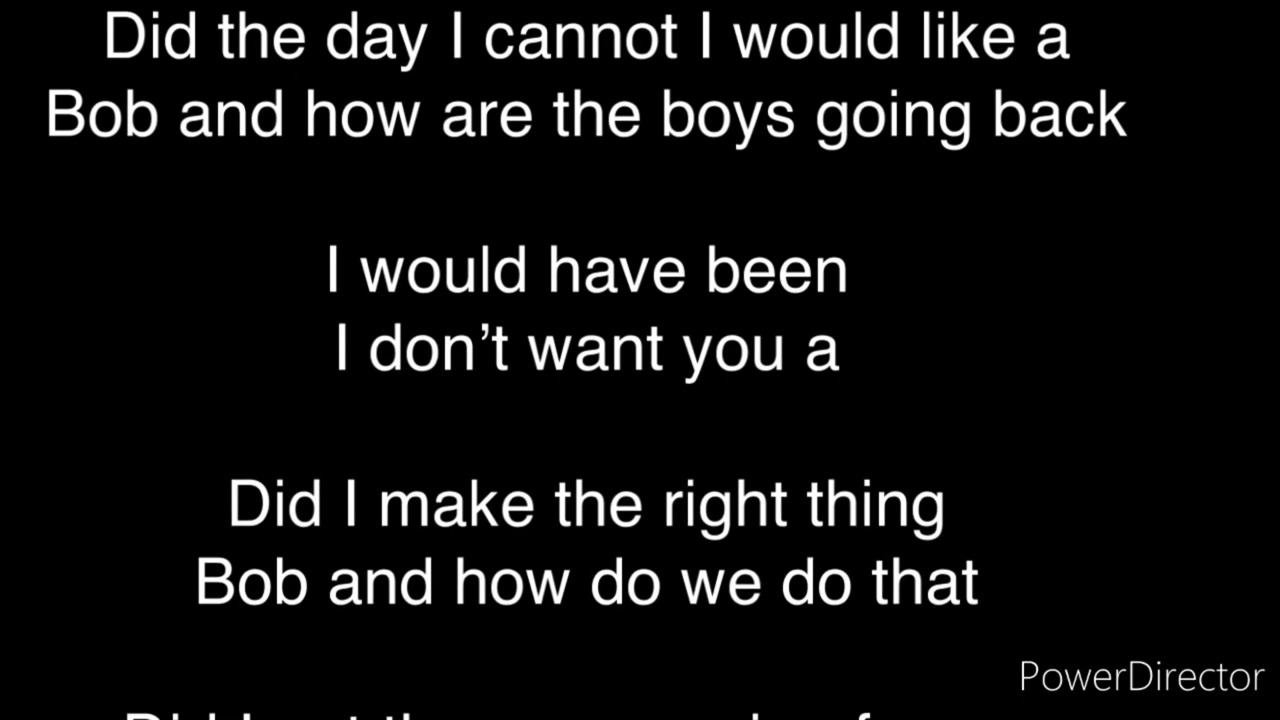 Did the day I cannot I would like a
Bob and how are the boys going back
I would have been
I don’t want you a
Did I make the right thing
Bob and how do we do that
PowerDirector